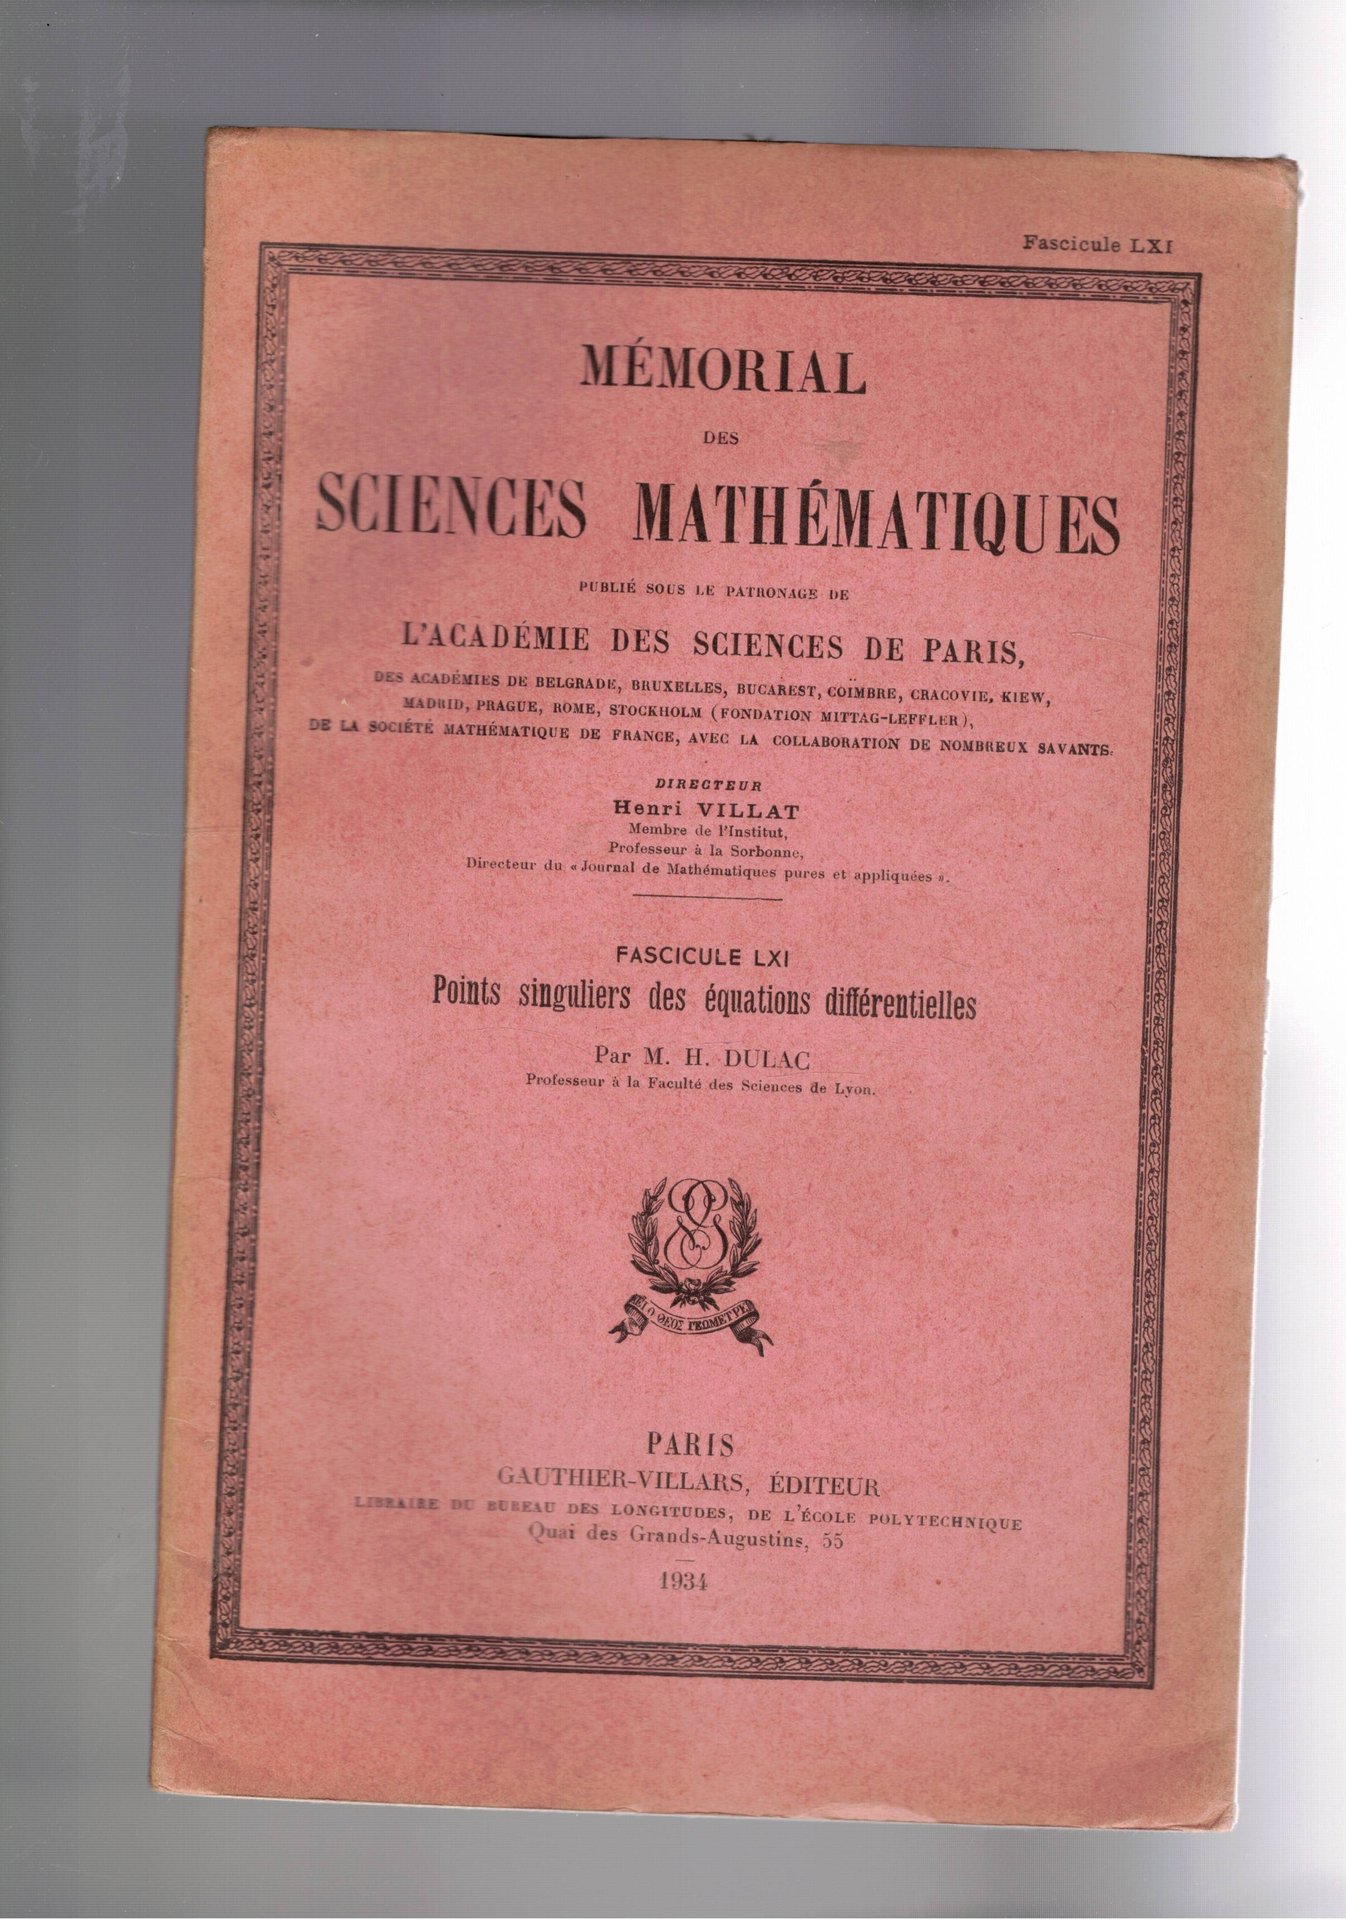 Fascicule LXI
MÉMORIAL
DES
SCIENCES MATHÉMATIQUES
PUBLIÉ SOUS LE PATRONAGE DE
L'ACADÉMIE DES SCIENCES DE PARIS,
DES ACADÉMIES DE BELGRADE, BRUXELLES, BUCAREST, COÏMBRE, CRACOVIE, KIEW,
MADRID, PRAGUE, ROME, STOCKHOLM (FONDATION MITTAG-LEFFLER),
DE LA SOCIÉTÉ MATHÉMATIQUE DE FRANCE, AVEC LA COLLABORATION DE NOMBREUX SAVANTS.
DIRECTEUR
Henri VILLAT
Membre de l'Institut,
Professeur à la Sorbonne,
Directeur du « Journal de Mathématiques pures et appliquées ».
FASCICULE LXI
Points singuliers des équations différentielles
Par M. H. DULAC
Professeur à la Faculté des Sciences de Lyon.
ΑΕΙ Ο ΘΕΟΣ ΓΕΩΜΕΤΡΕΙ
PARIS
GAUTHIER-VILLARS, ÉDITEUR
LIBRAIRE DU BUREAU DES LONGITUDES, DE L'ÉCOLE POLYTECHNIQUE
Quai des Grands-Augustins, 55
1934